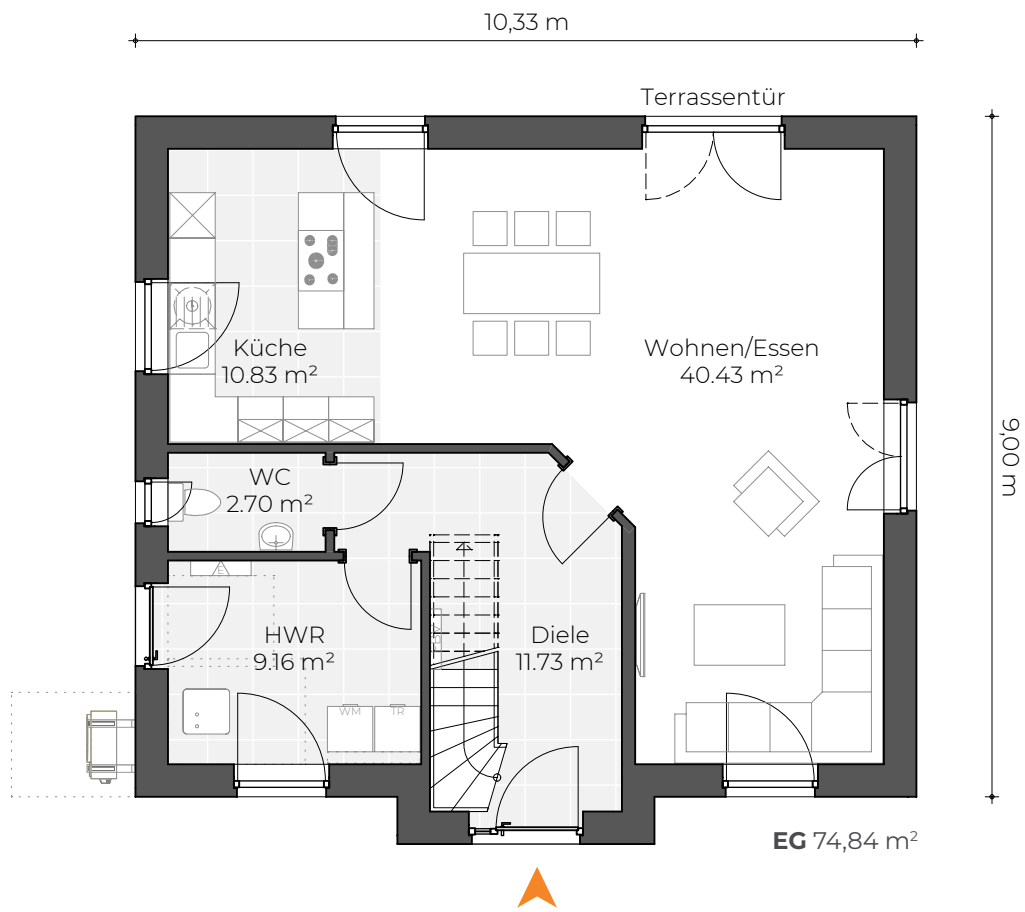 10,33 m
Terrassentür
Küche
10.83 m²
Wohnen/Essen
40.43 m²
9,00 m
WC
2.70 m²
HWR
9.16 m²
Diele
11.73 m²
WM
TR
EG 74,84 m²